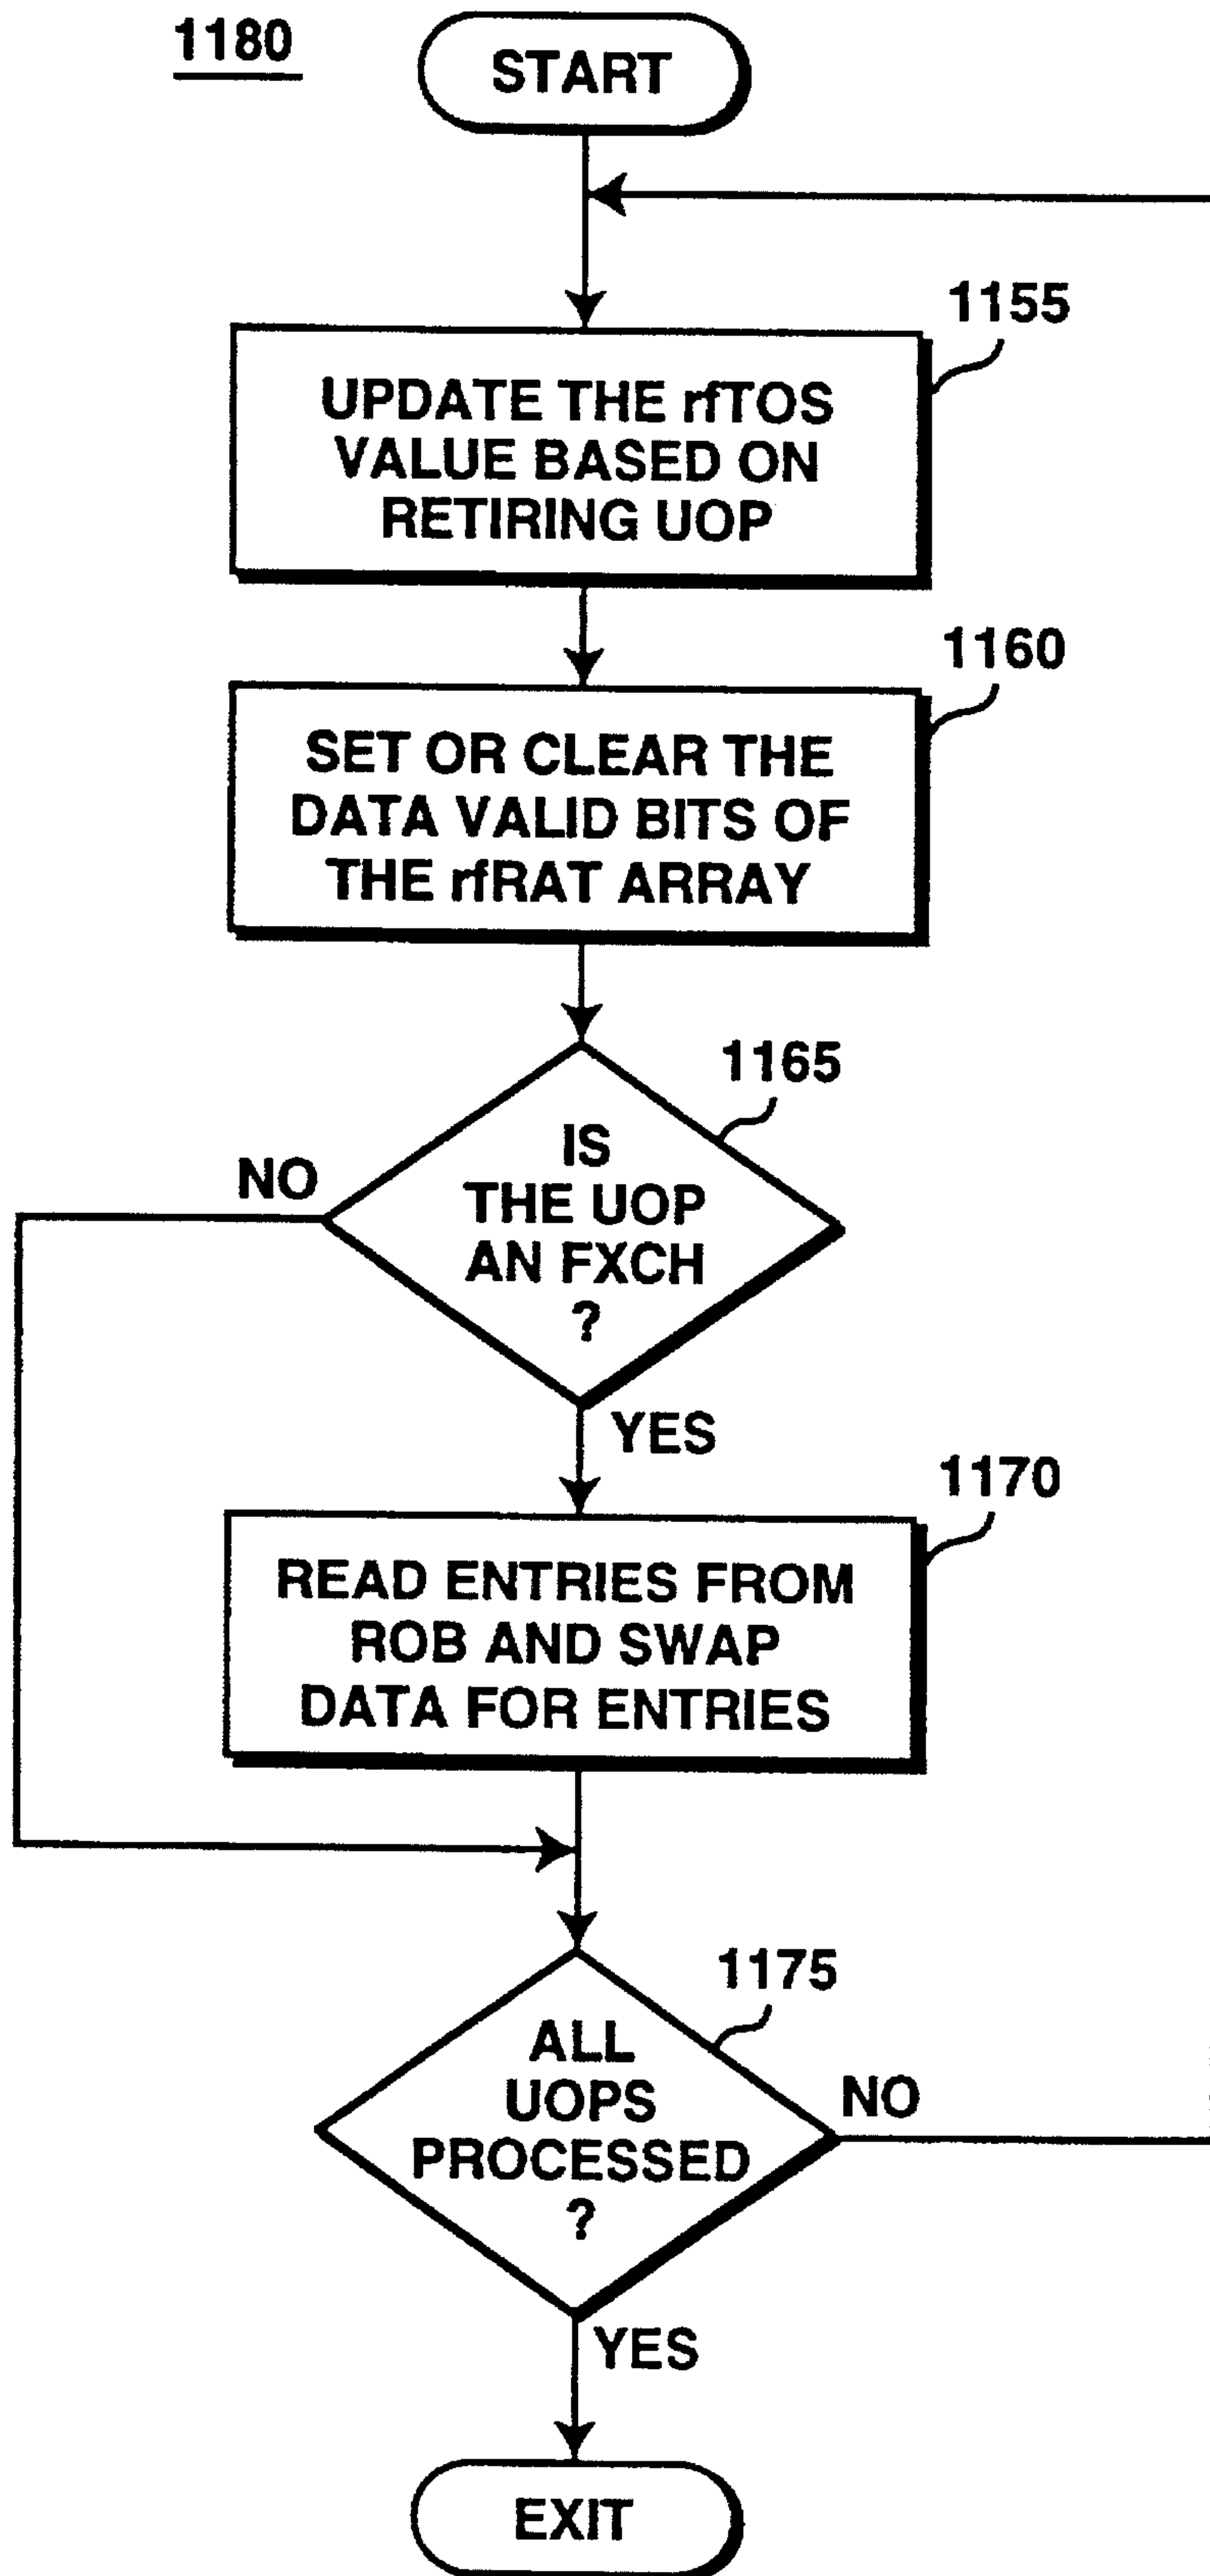 1180
START
1155
UPDATE THE rfTOS
VALUE BASED ON
RETIRING UOP
1160
SET OR CLEAR THE
DATA VALID BITS OF
THE rfRAT ARRAY
1165
IS
THE UOP
AN FXCH
?
NO
YES
1170
READ ENTRIES FROM
ROB AND SWAP
DATA FOR ENTRIES
1175
ALL
UOPS
PROCESSED
?
NO
YES
EXIT